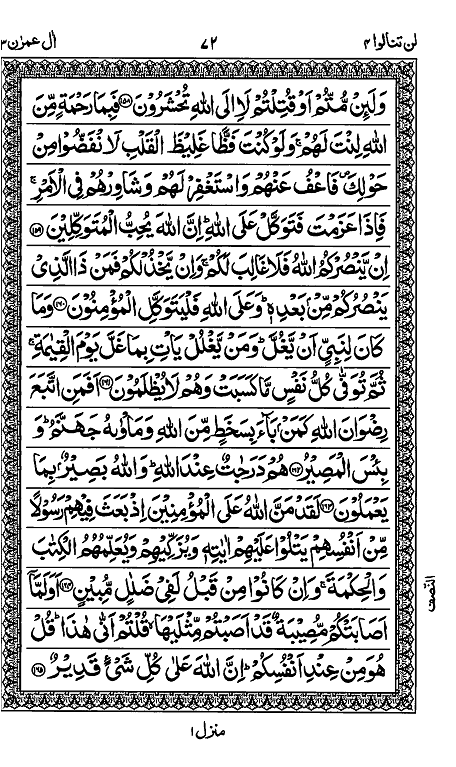 لن تنالوا ۴ ۷۲ اٰل عمرٰن ۳
وَلَئِنْ مُّتُّمْ اَوْ قُتِلْتُمْ لَاۡاِلَى اللّٰهِ تُحْشَرُوْنَ ﴿۱۵۸﴾ فَبِمَا رَحْمَةٍ مِّنَ
اللّٰهِ لِنْتَ لَهُمْ ۚ وَلَوْ كُنْتَ فَظًّا غَلِيْظَ الْقَلْبِ لَا نْفَضُّوْا مِنْ
حَوْلِكَ ۪ فَاعْفُ عَنْهُمْ وَاسْتَغْفِرْ لَهُمْ وَشَاوِرْهُمْ فِى الْاَمْرِ ۚ
فَاِذَا عَزَمْتَ فَتَوَكَّلْ عَلَى اللّٰهِ ؕ اِنَّ اللّٰهَ يُحِبُّ الْمُتَوَكِّلِيْنَ ﴿۱۵۹﴾
اِنْ يَّنْصُرْكُمُ اللّٰهُ فَلَا غَالِبَ لَكُمْ ۚ وَاِنْ يَّخْذُلْكُمْ فَمَنْ ذَا الَّذِىْ
يَنْصُرُكُمْ مِّنْۢ بَعْدِهٖ ؕ وَعَلَى اللّٰهِ فَلْيَتَوَكَّلِ الْمُؤْمِنُوْنَ ﴿۱۶۰﴾ وَمَا
كَانَ لِنَبِىٍّ اَنْ يَّغُلَّ ؕ وَمَنْ يَّغْلُلْ يَاْتِ بِمَا غَلَّ يَوْمَ الْقِيٰمَةِ ۚ
ثُمَّ تُوَفّٰى كُلُّ نَفْسٍ مَّا كَسَبَتْ وَهُمْ لَا يُظْلَمُوْنَ ﴿۱۶۱﴾ اَفَمَنِ اتَّبَعَ
رِضْوَانَ اللّٰهِ كَمَنْۢ بَآءَ بِسَخَطٍ مِّنَ اللّٰهِ وَمَاْوٰىهُ جَهَنَّمُ ؕ وَ
بِئْسَ الْمَصِيْرُ ﴿۱۶۲﴾ هُمْ دَرَجٰتٌ عِنْدَ اللّٰهِ ؕ وَاللّٰهُ بَصِيْرٌۢ بِمَا
يَعْمَلُوْنَ ﴿۱۶۳﴾ لَقَدْ مَنَّ اللّٰهُ عَلَى الْمُؤْمِنِيْنَ اِذْ بَعَثَ فِيْهِمْ رَسُوْلًا
مِّنْ اَنْفُسِهِمْ يَتْلُوْا عَلَيْهِمْ اٰيٰتِهٖ وَيُزَكِّيْهِمْ وَيُعَلِّمُهُمُ الْكِتٰبَ
وَالْحِكْمَةَ ۚ وَاِنْ كَانُوْا مِنْ قَبْلُ لَفِىْ ضَلٰلٍ مُّبِيْنٍ ﴿۱۶۴﴾ اَوَلَمَّآ
اَصَابَتْكُمْ مُّصِيْبَةٌ قَدْ اَصَبْتُمْ مِّثْلَيْهَا ۙ قُلْتُمْ اَنّٰى هٰذَا ؕ قُلْ
هُوَ مِنْ عِنْدِ اَنْفُسِكُمْ ؕ اِنَّ اللّٰهَ عَلٰى كُلِّ شَىْءٍ قَدِيْرٌ ﴿۱۶۵﴾
النصف
منزل ۱